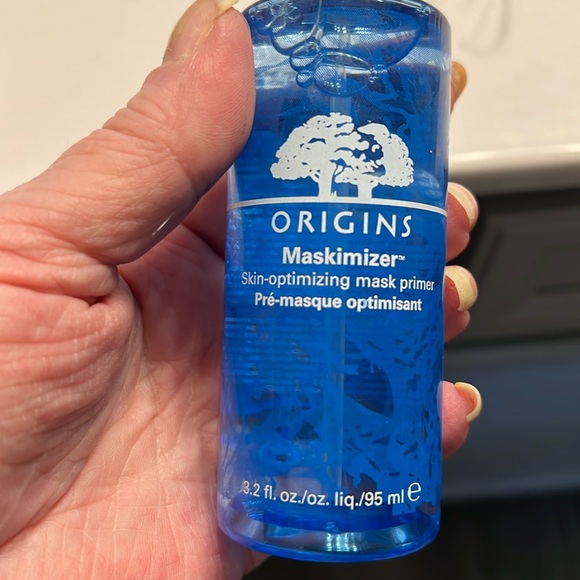 ORIGINS
Maskimizer™
Skin-optimizing mask primer
Pré-masque optimisant
3.2 fl. oz./oz. liq./95 ml ℮